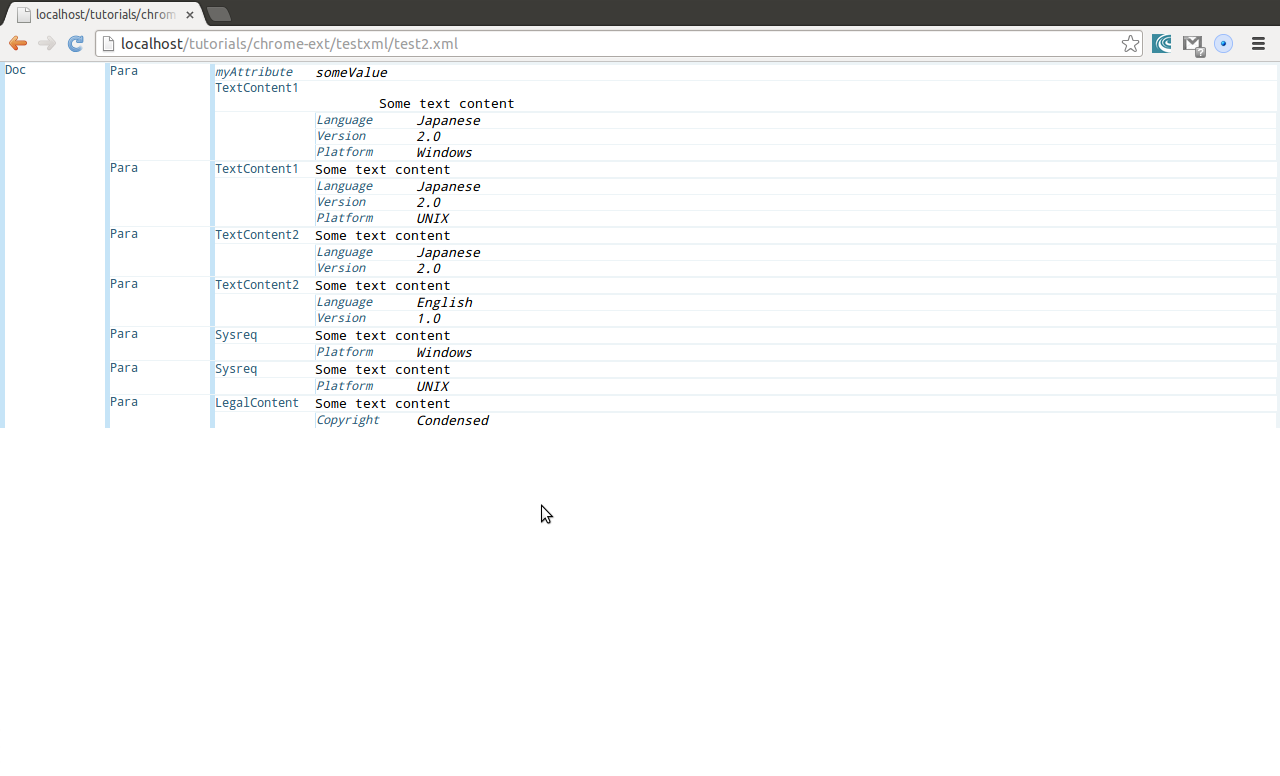 localhost/tutorials/chrom
localhost/tutorials/chrome-ext/testxml/test2.xml
Doc Para myAttribute someValue
TextContent1
Some text content
Language Japanese
Version 2.0
Platform Windows
Para TextContent1 Some text content
Language Japanese
Version 2.0
Platform UNIX
Para TextContent2 Some text content
Language Japanese
Version 2.0
Para TextContent2 Some text content
Language English
Version 1.0
Para Sysreq Some text content
Platform Windows
Para Sysreq Some text content
Platform UNIX
Para LegalContent Some text content
Copyright Condensed